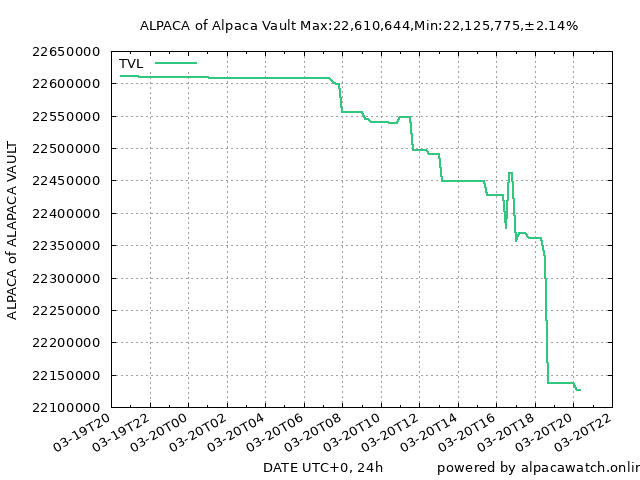 ALPACA of Alpaca Vault Max:22,610,644,Min:22,125,775,±2.14%
TVL
22650000
22600000
22550000
22500000
22450000
22400000
22350000
22300000
22250000
22200000
22150000
22100000
ALPACA of ALAPACA VAULT
03-19T20
03-19T22
03-20T00
03-20T02
03-20T04
03-20T06
03-20T08
03-20T10
03-20T12
03-20T14
03-20T16
03-20T18
03-20T20
03-20T22
DATE UTC+0, 24h
powered by alpacawatch.onlin